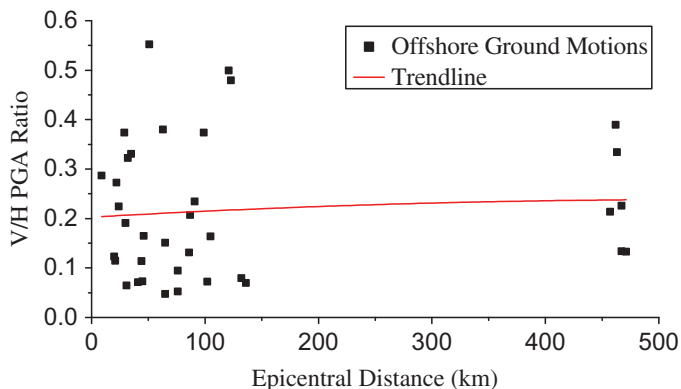 Offshore Ground Motions
Trendline
V/H PGA Ratio
0.6
0.5
0.4
0.3
0.2
0.1
0.0
0 100 200 300 400 500
Epicentral Distance (km)